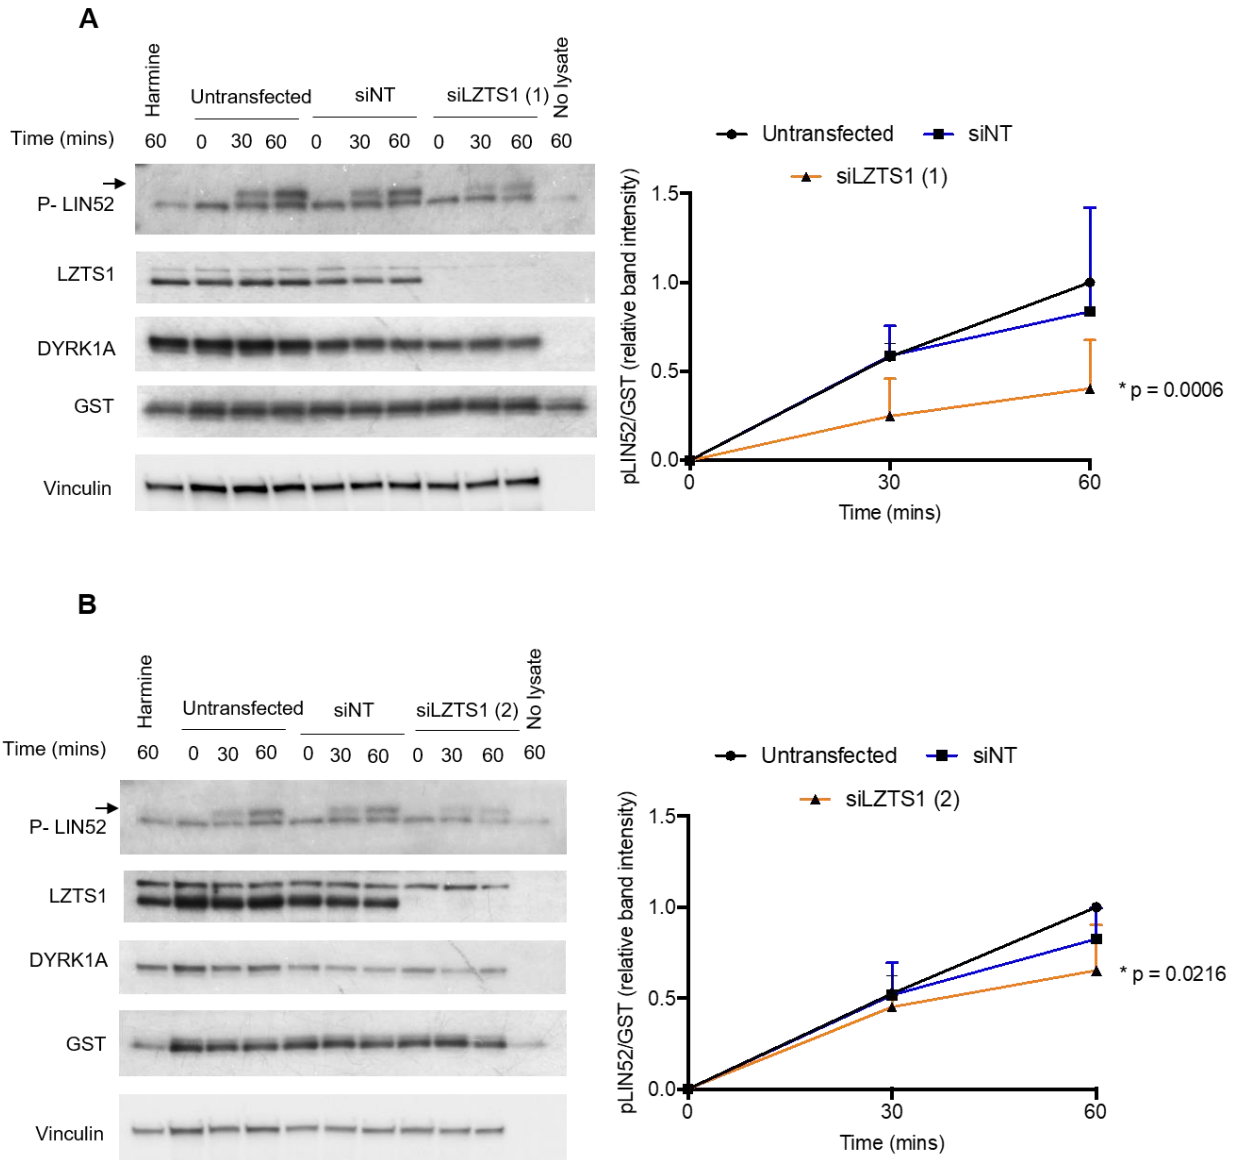 A
Harmine
Untransfected siNT siLZTS1 (1) No lysate
Time (mins) 60 0 30 60 0 30 60 0 30 60 60
P- LIN52
LZTS1
DYRK1A
GST
Vinculin
Untransfected siNT
siLZTS1 (1)
pLIN52/GST (relative band intensity)
1.5
1.0
0.5
0.0
0 30 60
Time (mins)
* p = 0.0006
B
Harmine
Untransfected siNT siLZTS1 (2) No lysate
Time (mins) 60 0 30 60 0 30 60 0 30 60 60
P- LIN52
LZTS1
DYRK1A
GST
Vinculin
Untransfected siNT
siLZTS1 (2)
pLIN52/GST (relative band intensity)
1.5
1.0
0.5
0.0
0 30 60
Time (mins)
* p = 0.0216